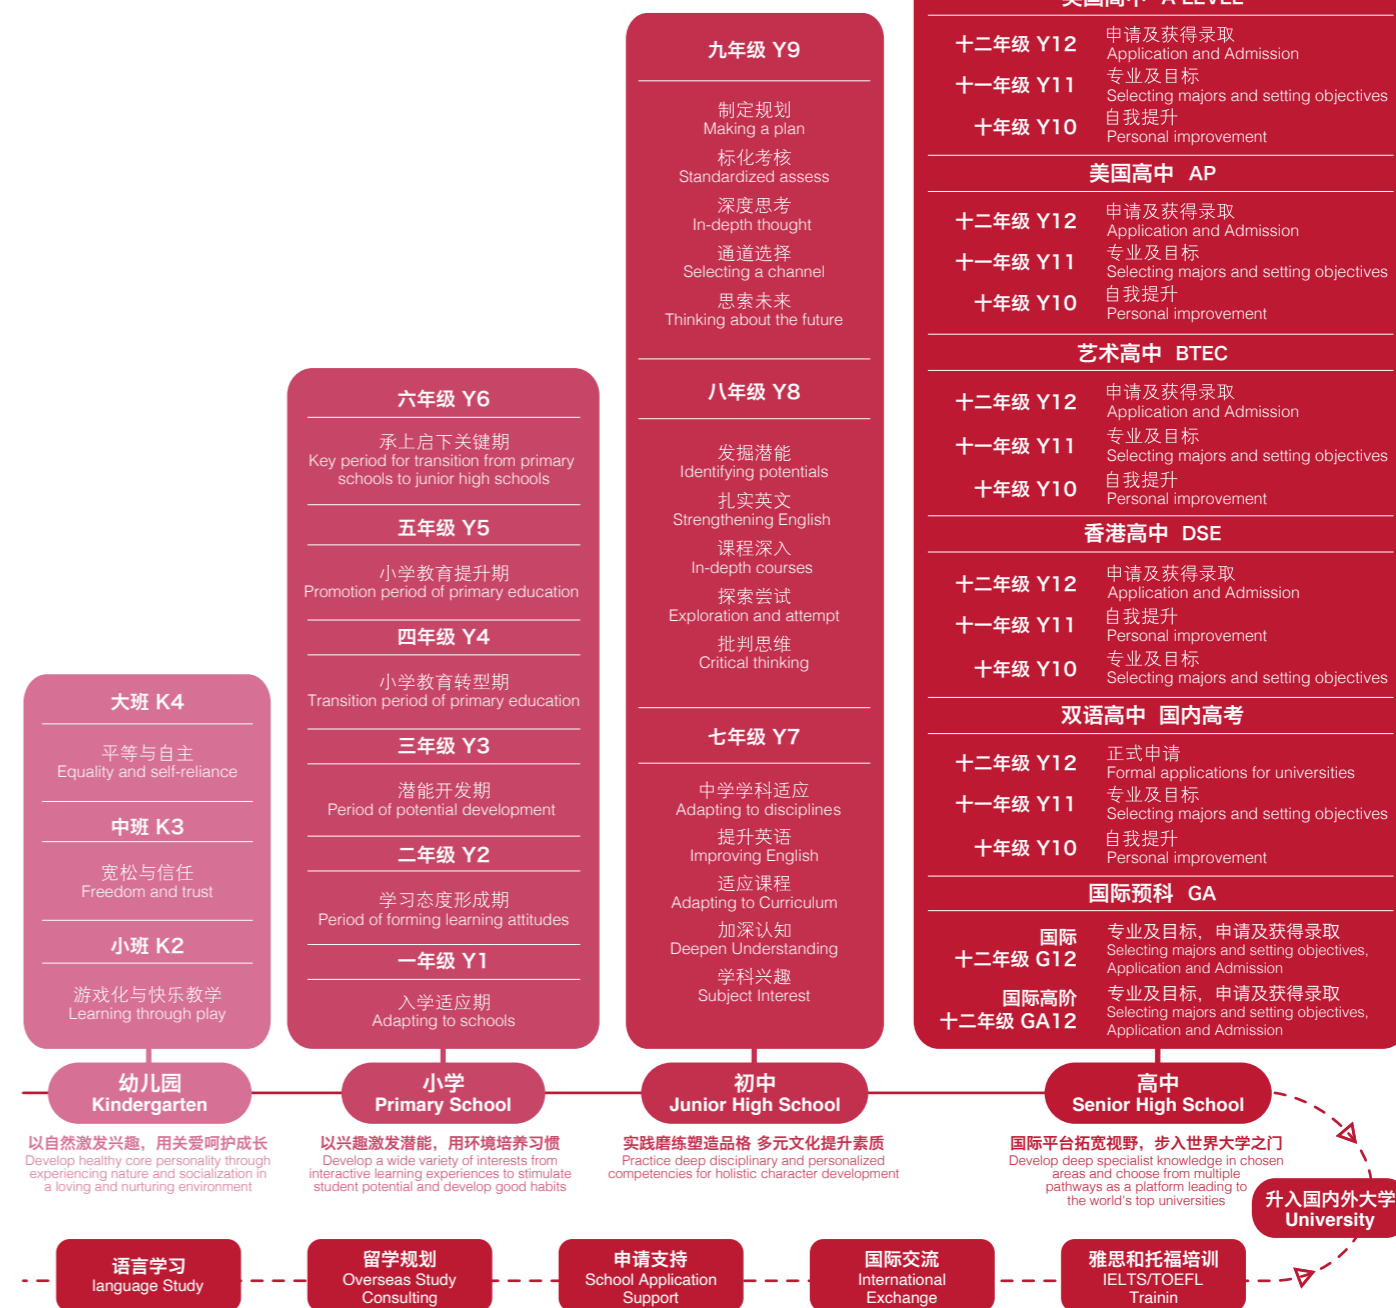 大班 K4
平等与自主
Equality and self-reliance
中班 K3
宽松与信任
Freedom and trust
小班 K2
游戏化与快乐教学
Learning through play
六年级 Y6
承上启下关键期
Key period for transition from primary
schools to junior high schools
五年级 Y5
小学教育提升期
Promotion period of primary education
四年级 Y4
小学教育转型期
Transition period of primary education
三年级 Y3
潜能开发期
Period of potential development
二年级 Y2
学习态度形成期
Period of forming learning attitudes
一年级 Y1
入学适应期
Adapting to schools
九年级 Y9
制定规划
Making a plan
标化考核
Standardized assess
深度思考
In-depth thought
通道选择
Selecting a channel
思索未来
Thinking about the future
八年级 Y8
发掘潜能
Identifying potentials
扎实英文
Strengthening English
课程深入
In-depth courses
探索尝试
Exploration and attempt
批判思维
Critical thinking
七年级 Y7
中学学科适应
Adapting to disciplines
提升英语
Improving English
适应课程
Adapting to Curriculum
加深认知
Deepen Understanding
学科兴趣
Subject Interest
英国高中 A LEVEL
十二年级 Y12
申请及获得录取
Application and Admission
十一年级 Y11
专业及目标
Selecting majors and setting objectives
十年级 Y10
自我提升
Personal improvement
美国高中 AP
十二年级 Y12
申请及获得录取
Application and Admission
十一年级 Y11
专业及目标
Selecting majors and setting objectives
十年级 Y10
自我提升
Personal improvement
艺术高中 BTEC
十二年级 Y12
申请及获得录取
Application and Admission
十一年级 Y11
专业及目标
Selecting majors and setting objectives
十年级 Y10
自我提升
Personal improvement
香港高中 DSE
十二年级 Y12
申请及获得录取
Application and Admission
十一年级 Y11
自我提升
Personal improvement
十年级 Y10
专业及目标
Selecting majors and setting objectives
双语高中 国内高考
十二年级 Y12
正式申请
Formal applications for universities
十一年级 Y11
专业及目标
Selecting majors and setting objectives
十年级 Y10
自我提升
Personal improvement
国际预科 GA
国际
十二年级 G12
专业及目标，申请及获得录取
Selecting majors and setting objectives,
Application and Admission
国际高阶
十二年级 GA12
专业及目标，申请及获得录取
Selecting majors and setting objectives,
Application and Admission
幼儿园
Kindergarten
以自然激发兴趣，用关爱呵护成长
Develop healthy core personality through
experiencing nature and socialization in
a loving and nurturing environment
小学
Primary School
以兴趣激发潜能，用环境培养习惯
Develop a wide variety of interests from
interactive learning experiences to stimulate
student potential and develop good habits
初中
Junior High School
实践磨练塑造品格 多元文化提升素质
Practice deep disciplinary and personalized
competencies for holistic character development
高中
Senior High School
国际平台拓宽视野，步入世界大学之门
Develop deep specialist knowledge in chosen
areas and choose from multiple
pathways as a platform leading to
the world's top universities
升入国内外大学
University
语言学习
language Study
留学规划
Overseas Study
Consulting
申请支持
School Application
Support
国际交流
International
Exchange
雅思和托福培训
IELTS/TOEFL
Trainin